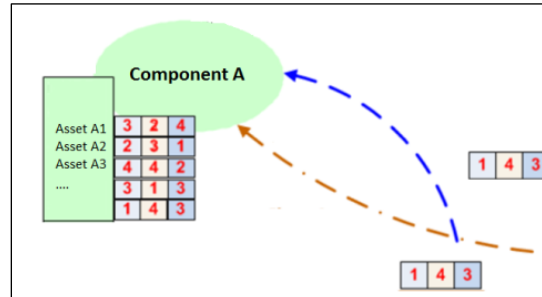 Component A
Asset A1 3 2 4
Asset A2 2 3 1
Asset A3 4 4 2
.... 3 1 3
1 4 3
1 4 3
1 4 3